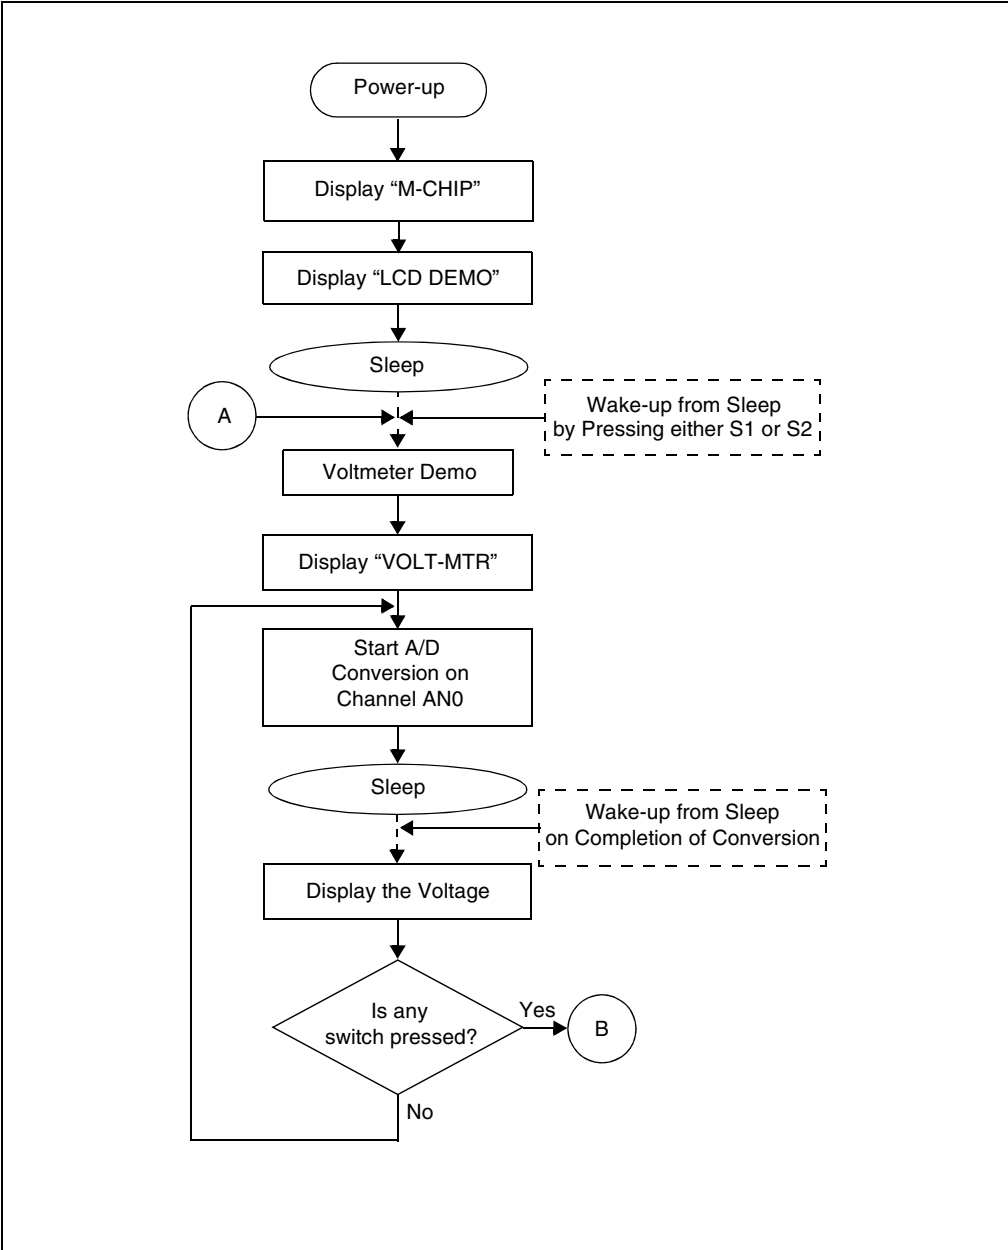 Power-up
Display “M-CHIP”
Display “LCD DEMO”
Sleep
A
Wake-up from Sleep
by Pressing either S1 or S2
Voltmeter Demo
Display “VOLT-MTR”
Start A/D
Conversion on
Channel AN0
Sleep
Wake-up from Sleep
on Completion of Conversion
Display the Voltage
Is any
switch pressed?
Yes
B
No